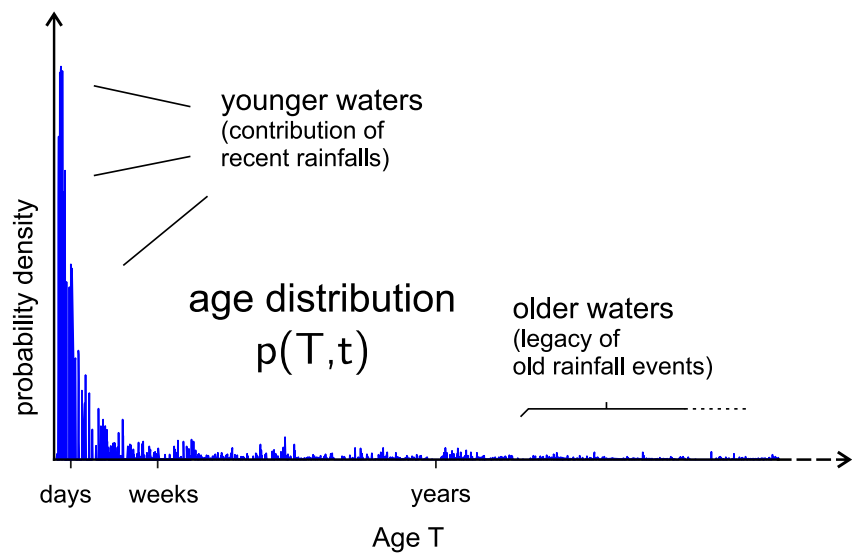 younger waters
(contribution of
recent rainfalls)
probability density
age distribution
p(T,t)
older waters
(legacy of
old rainfall events)
days
weeks
years
Age T